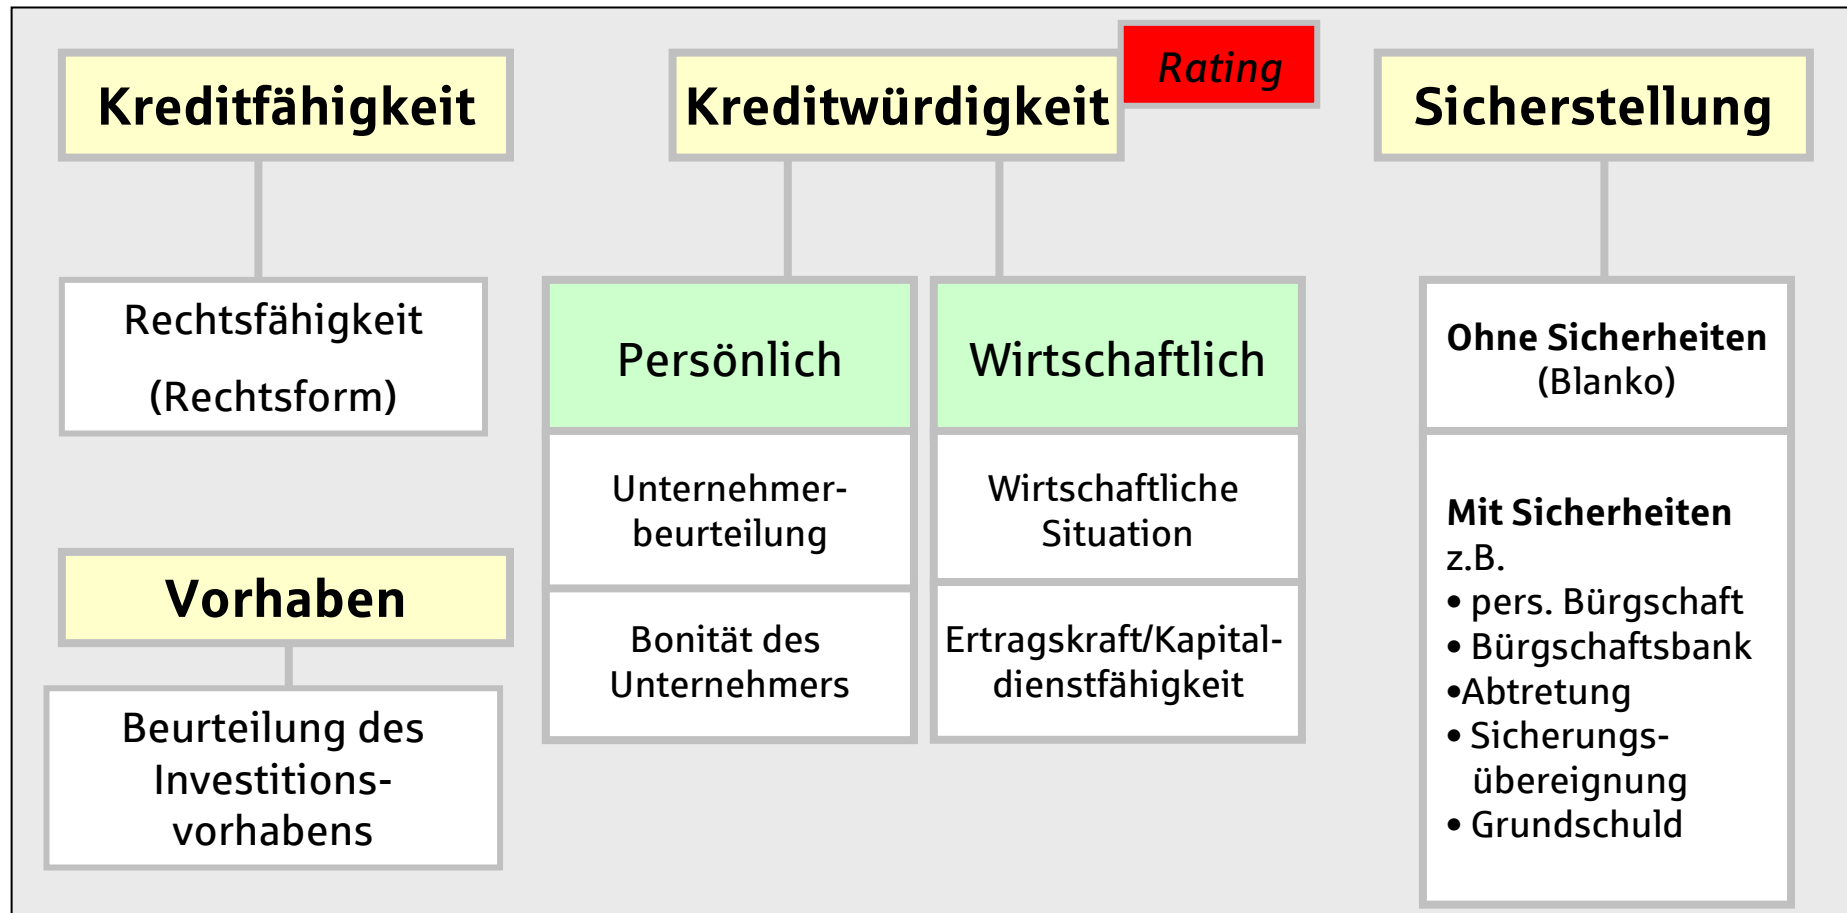 Kreditfähigkeit
Rechtsfähigkeit
(Rechtsform)
Vorhaben
Beurteilung des
Investitions-
vorhabens
Kreditwürdigkeit
Rating
Persönlich
Unternehmer-
beurteilung
Bonität des
Unternehmers
Wirtschaftlich
Wirtschaftliche
Situation
Ertragskraft/Kapital-
dienstfähigkeit
Sicherstellung
Ohne Sicherheiten
(Blanko)
Mit Sicherheiten
z.B.
• pers. Bürgschaft
• Bürgschaftsbank
•Abtretung
• Sicherungs-
übereignung
• Grundschuld